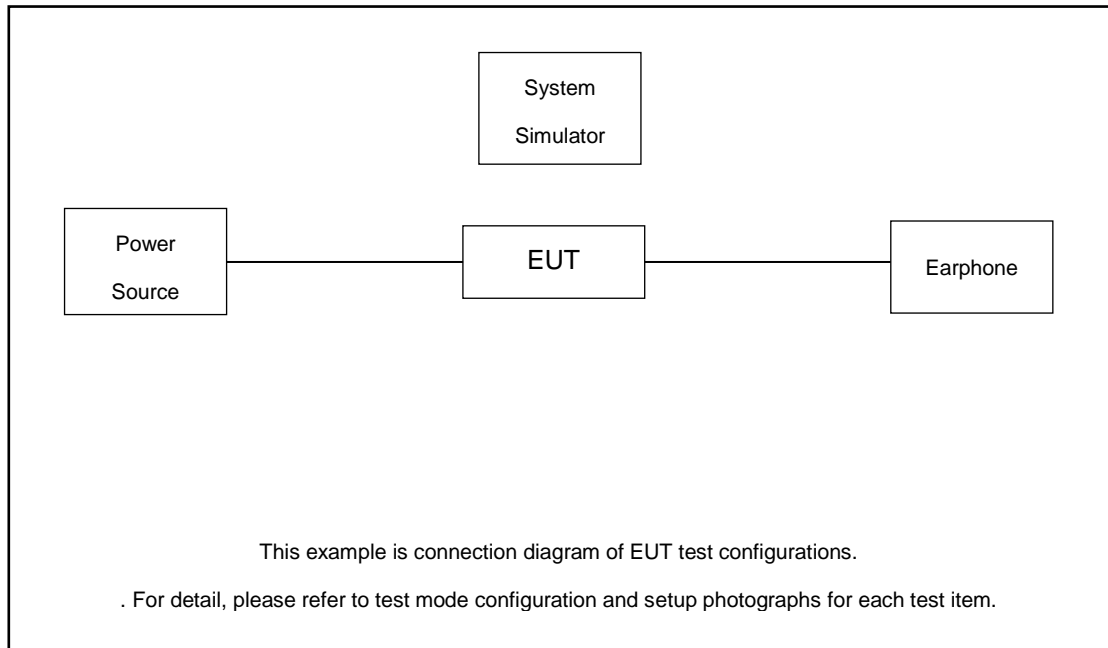 System
Simulator
Power
Source
EUT
Earphone
This example is connection diagram of EUT test configurations.
. For detail, please refer to test mode configuration and setup photographs for each test item.